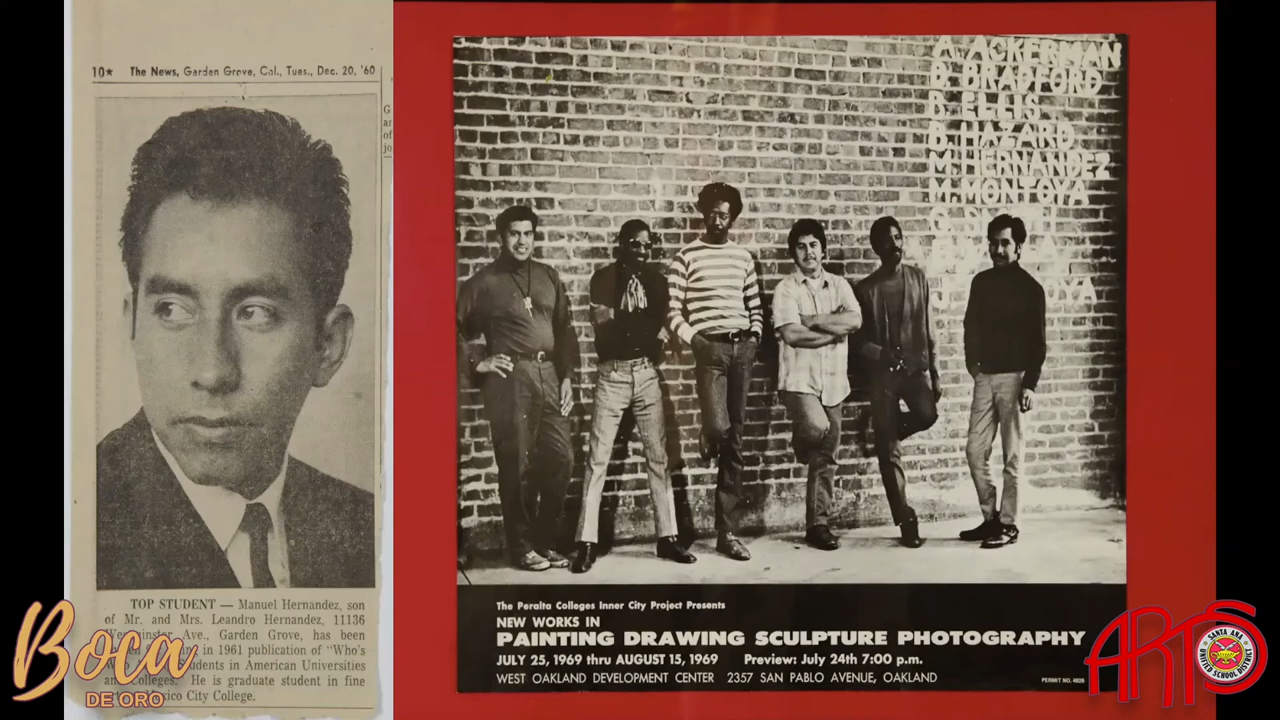 10★ The News, Garden Grove, Cal., Tues., Dec. 20, '60
TOP STUDENT — Manuel Hernandez, son
of Mr. and Mrs. Leandro Hernandez, 11136
Ave., Garden Grove, has been
in 1961 publication of "Who's
in American Universities
Colleges. He is graduate student in fine
City College.
A. ACKERMAN
B. BRADFORD
B. ELLIS
B. HAZARD
M. HERNANDEZ
M. MONTOYA
The Peralta Colleges Inner City Project Presents
NEW WORKS IN
PAINTING DRAWING SCULPTURE PHOTOGRAPHY
JULY 25, 1969 thru AUGUST 15, 1969 Preview: July 24th 7:00 p.m.
WEST OAKLAND DEVELOPMENT CENTER 2357 SAN PABLO AVENUE, OAKLAND
PERMIT NO. 4926
Boca
DE ORO
ARTS
SANTA ANA
UNIFIED SCHOOL DISTRICT